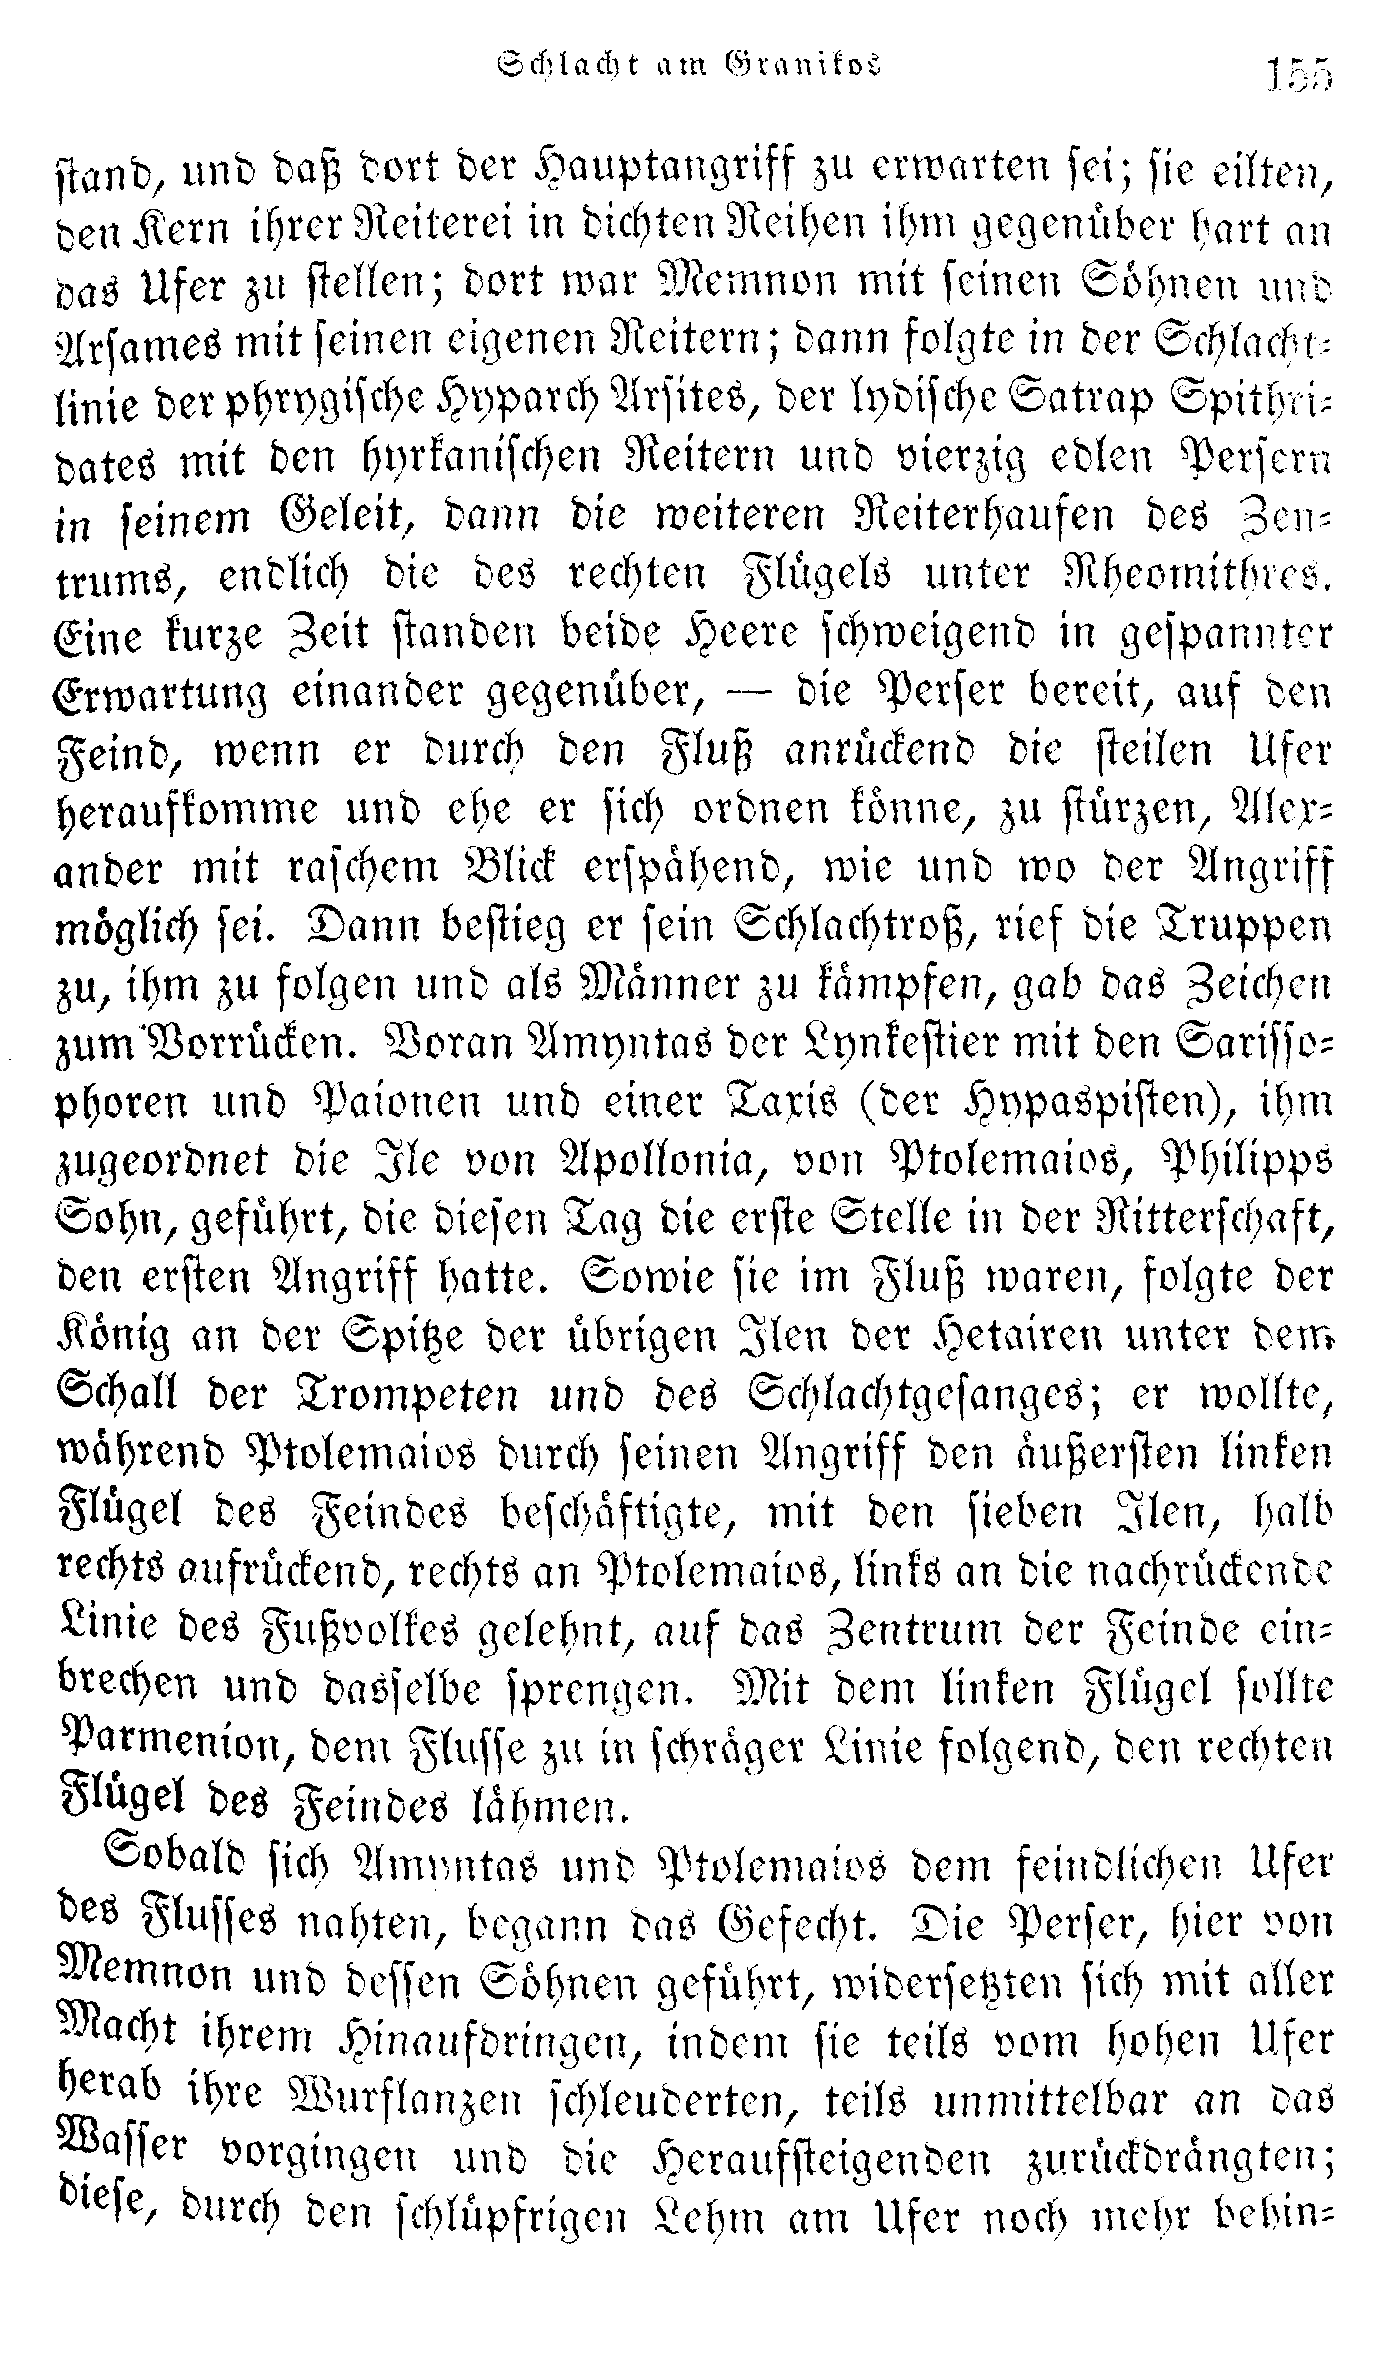 Schlacht am Granikos 155
stand, und daß dort der Hauptangriff zu erwarten sei; sie eilten,
den Kern ihrer Reiterei in dichten Reihen ihm gegenüber hart an
das Ufer zu stellen; dort war Memnon mit seinen Söhnen und
Arsames mit seinen eigenen Reitern; dann folgte in der Schlacht-
linie der phrygische Hyparch Arsites, der lydische Satrap Spithri-
dates mit den hyrkanischen Reitern und vierzig edlen Persern
in seinem Geleit, dann die weiteren Reiterhaufen des Zen-
trums, endlich die des rechten Flügels unter Rheomithres.
Eine kurze Zeit standen beide Heere schweigend in gespannter
Erwartung einander gegenüber, — die Perser bereit, auf den
Feind, wenn er durch den Fluß anrückend die steilen Ufer
heraufkomme und ehe er sich ordnen könne, zu stürzen, Alex-
ander mit raschem Blick erspähend, wie und wo der Angriff
möglich sei. Dann bestieg er sein Schlachtroß, rief die Truppen
zu, ihm zu folgen und als Männer zu kämpfen, gab das Zeichen
zum Vorrücken. Voran Amyntas der Lynkestier mit den Sarisso-
phoren und Paionen und einer Taxis (der Hypaspisten), ihm
zugeordnet die Ile von Apollonia, von Ptolemaios, Philipps
Sohn, geführt, die diesen Tag die erste Stelle in der Ritterschaft,
den ersten Angriff hatte. Sowie sie im Fluß waren, folgte der
König an der Spitze der übrigen Ilen der Hetairen unter dem
Schall der Trompeten und des Schlachtgesanges; er wollte,
während Ptolemaios durch seinen Angriff den äußersten linken
Flügel des Feindes beschäftigte, mit den sieben Ilen, halb
rechts aufrückend, rechts an Ptolemaios, links an die nachrückende
Linie des Fußvolkes gelehnt, auf das Zentrum der Feinde ein-
brechen und dasselbe sprengen. Mit dem linken Flügel sollte
Parmenion, dem Flusse zu in schräger Linie folgend, den rechten
Flügel des Feindes lähmen.
Sobald sich Amyntas und Ptolemaios dem feindlichen Ufer
des Flusses nahten, begann das Gefecht. Die Perser, hier von
Memnon und dessen Söhnen geführt, widersetzten sich mit aller
Macht ihrem Hinaufdringen, indem sie teils vom hohen Ufer
herab ihre Wurflanzen schleuderten, teils unmittelbar an das
Wasser vorgingen und die Heraufsteigenden zurückdrängten;
diese, durch den schlüpfrigen Lehm am Ufer noch mehr behin-